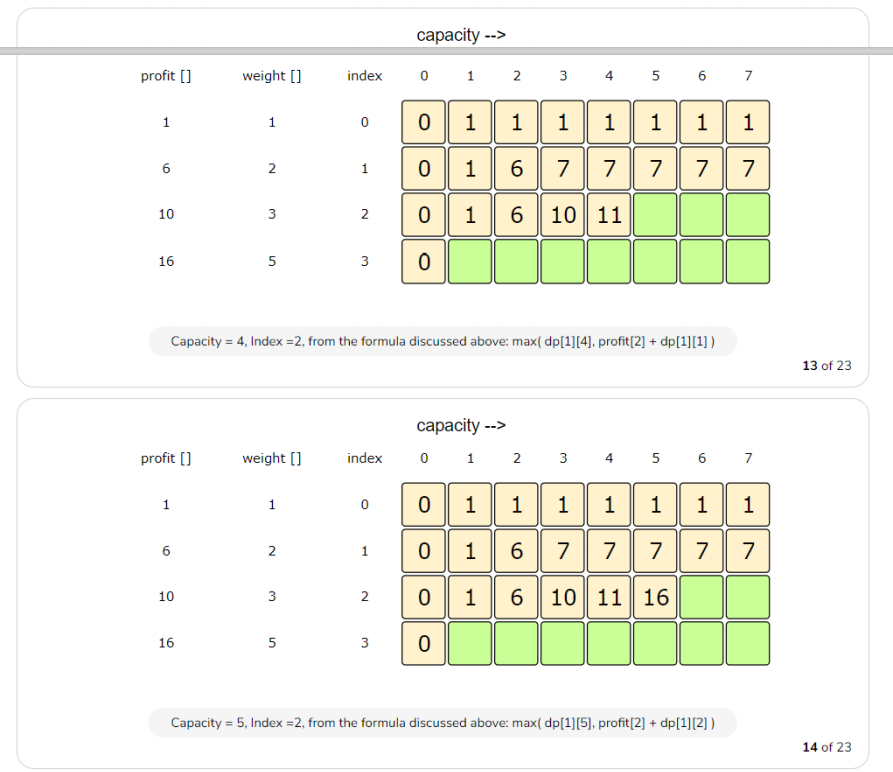 capacity -->
profit [] weight [] index 0 1 2 3 4 5 6 7
1 1 0 0 1 1 1 1 1 1 1
6 2 1 0 1 6 7 7 7 7 7
10 3 2 0 1 6 10 11
16 5 3 0
Capacity = 4, Index =2, from the formula discussed above: max( dp[1][4], profit[2] + dp[1][1] )
13 of 23
capacity -->
profit [] weight [] index 0 1 2 3 4 5 6 7
1 1 0 0 1 1 1 1 1 1 1
6 2 1 0 1 6 7 7 7 7 7
10 3 2 0 1 6 10 11 16
16 5 3 0
Capacity = 5, Index =2, from the formula discussed above: max( dp[1][5], profit[2] + dp[1][2] )
14 of 23